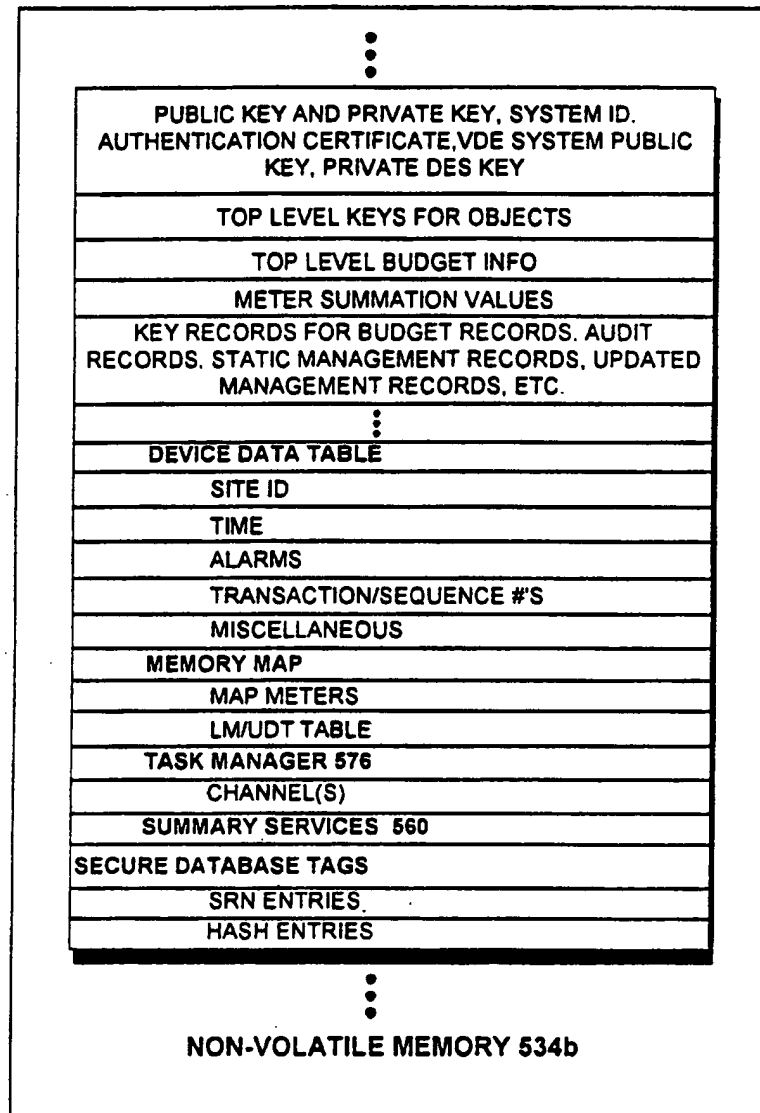 PUBLIC KEY AND PRIVATE KEY, SYSTEM ID.
AUTHENTICATION CERTIFICATE,VDE SYSTEM PUBLIC
KEY, PRIVATE DES KEY
TOP LEVEL KEYS FOR OBJECTS
TOP LEVEL BUDGET INFO
METER SUMMATION VALUES
KEY RECORDS FOR BUDGET RECORDS. AUDIT
RECORDS. STATIC MANAGEMENT RECORDS, UPDATED
MANAGEMENT RECORDS, ETC.
DEVICE DATA TABLE
SITE ID
TIME
ALARMS
TRANSACTION/SEQUENCE #'S
MISCELLANEOUS
MEMORY MAP
MAP METERS
LM/UDT TABLE
TASK MANAGER 576
CHANNEL(S)
SUMMARY SERVICES 560
SECURE DATABASE TAGS
SRN ENTRIES
HASH ENTRIES
NON-VOLATILE MEMORY 534b